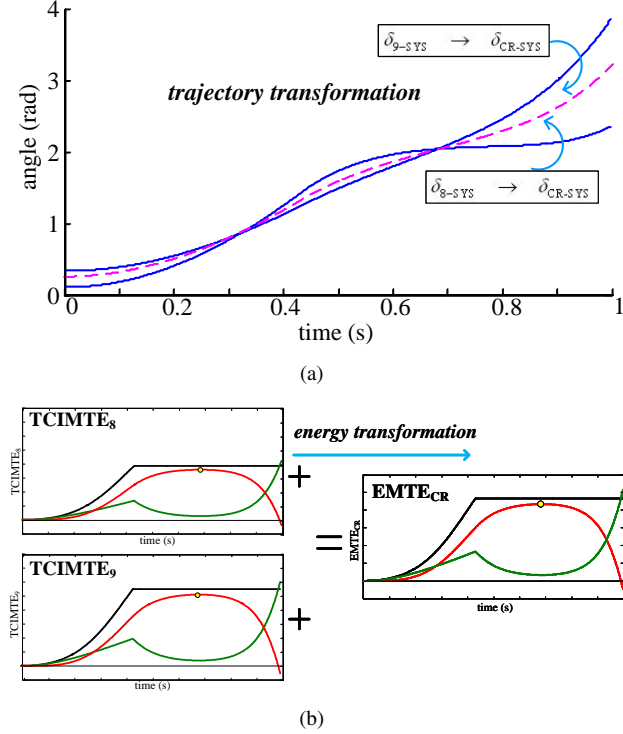 4
3
2
1
0
angle (rad)
trajectory transformation
δ9-SYS → δCR-SYS
δ8-SYS → δCR-SYS
0 0.2 0.4 0.6 0.8 1
time (s)
(a)
TCIMTE8
TCIMTE8
time (s)
energy transformation
+
=
EMTECR
EMTECR
time (s)
TCIMTE9
TCIMTE9
time (s)
+
(b)